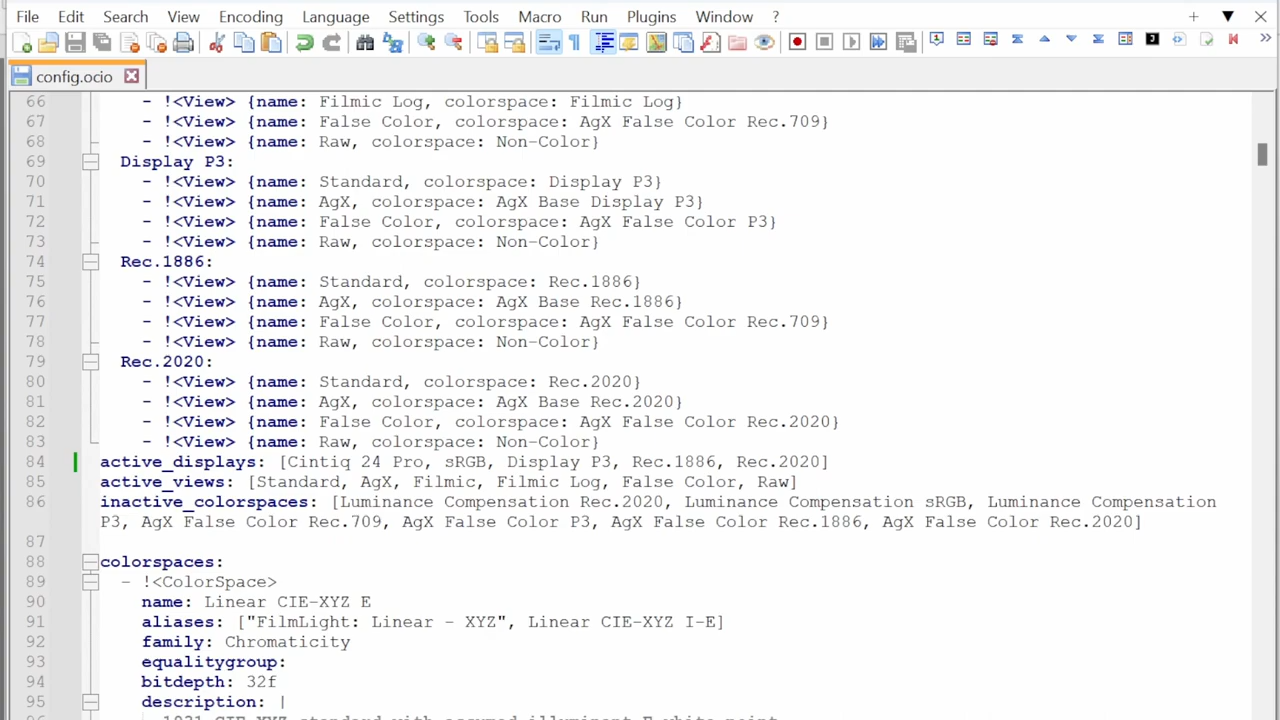 File Edit Search View Encoding Language Settings Tools Macro Run Plugins Window ?
config.ocio
66 - !<View> {name: Filmic Log, colorspace: Filmic Log}
67 - !<View> {name: False Color, colorspace: AgX False Color Rec.709}
68 - !<View> {name: Raw, colorspace: Non-Color}
69 Display P3:
70 - !<View> {name: Standard, colorspace: Display P3}
71 - !<View> {name: AgX, colorspace: AgX Base Display P3}
72 - !<View> {name: False Color, colorspace: AgX False Color P3}
73 - !<View> {name: Raw, colorspace: Non-Color}
74 Rec.1886:
75 - !<View> {name: Standard, colorspace: Rec.1886}
76 - !<View> {name: AgX, colorspace: AgX Base Rec.1886}
77 - !<View> {name: False Color, colorspace: AgX False Color Rec.709}
78 - !<View> {name: Raw, colorspace: Non-Color}
79 Rec.2020:
80 - !<View> {name: Standard, colorspace: Rec.2020}
81 - !<View> {name: AgX, colorspace: AgX Base Rec.2020}
82 - !<View> {name: False Color, colorspace: AgX False Color Rec.2020}
83 - !<View> {name: Raw, colorspace: Non-Color}
84 active_displays: [Cintiq 24 Pro, sRGB, Display P3, Rec.1886, Rec.2020]
85 active_views: [Standard, AgX, Filmic, Filmic Log, False Color, Raw]
86 inactive_colorspaces: [Luminance Compensation Rec.2020, Luminance Compensation sRGB, Luminance Compensation
P3, AgX False Color Rec.709, AgX False Color P3, AgX False Color Rec.1886, AgX False Color Rec.2020]
87
88 colorspaces:
89 - !<ColorSpace>
90 name: Linear CIE-XYZ E
91 aliases: ["FilmLight: Linear - XYZ", Linear CIE-XYZ I-E]
92 family: Chromaticity
93 equalitygroup:
94 bitdepth: 32f
95 description: |
96 1931 CIE XYZ standard with assumed illuminant E white point